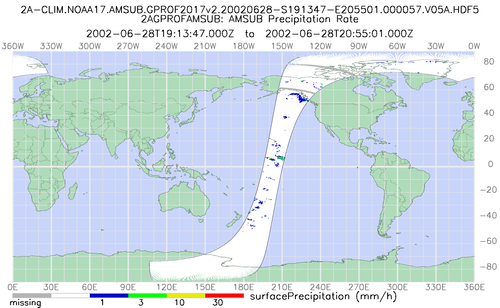 2A-CLIM.NOAA17.AMSUB.GPROF2017v2.20020628-S191347-E205501.000057.V05A.HDF5
2AGPROFAMSUB: AMSUB Precipitation Rate
2002-06-28T19:13:47.000Z to 2002-06-28T20:55:01.000Z
360W 330W 300W 270W 240W 210W 180W 150W 120W 90W 60W 30W 0W
80
60
40
20
0
-20
-40
-60
-80
0E 30E 60E 90E 120E 150E 180E 210E 240E 270E 300E 330E 360E
missing 1 3 10 30 surfacePrecipitation (mm/h)